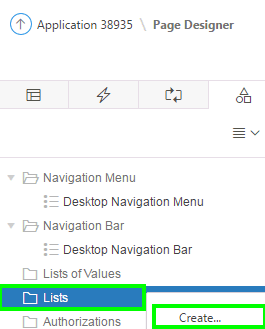 Application 38935 \ Page Designer
Navigation Menu
Desktop Navigation Menu
Navigation Bar
Desktop Navigation Bar
Lists of Values
Lists
Create...
Authorizations